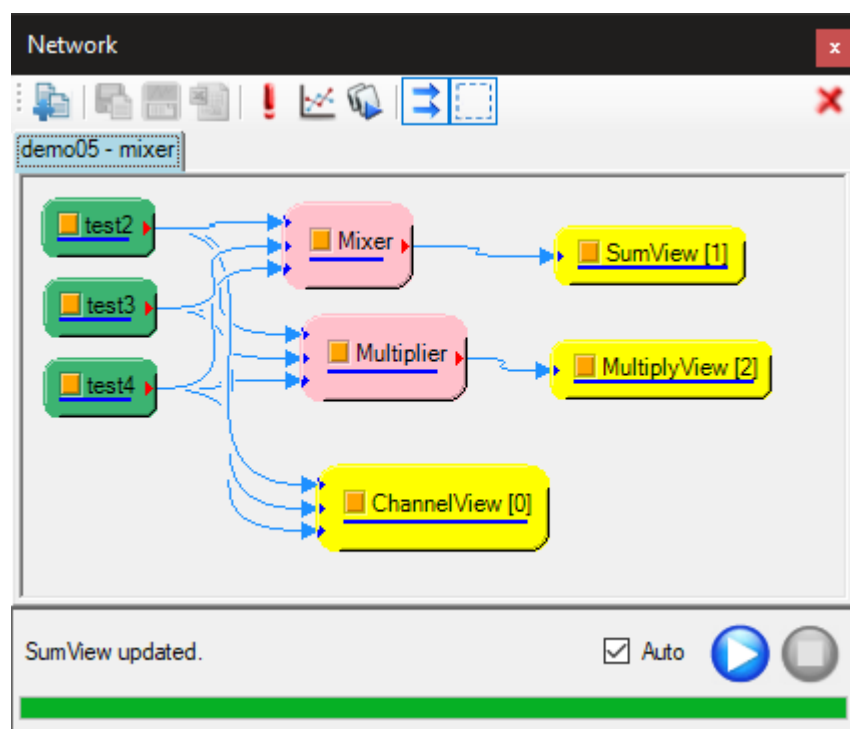 Network
x
demo05 - mixer
test2
Mixer
SumView [1]
test3
Multiplier
MultiplyView [2]
test4
ChannelView [0]
SumView updated.
Auto